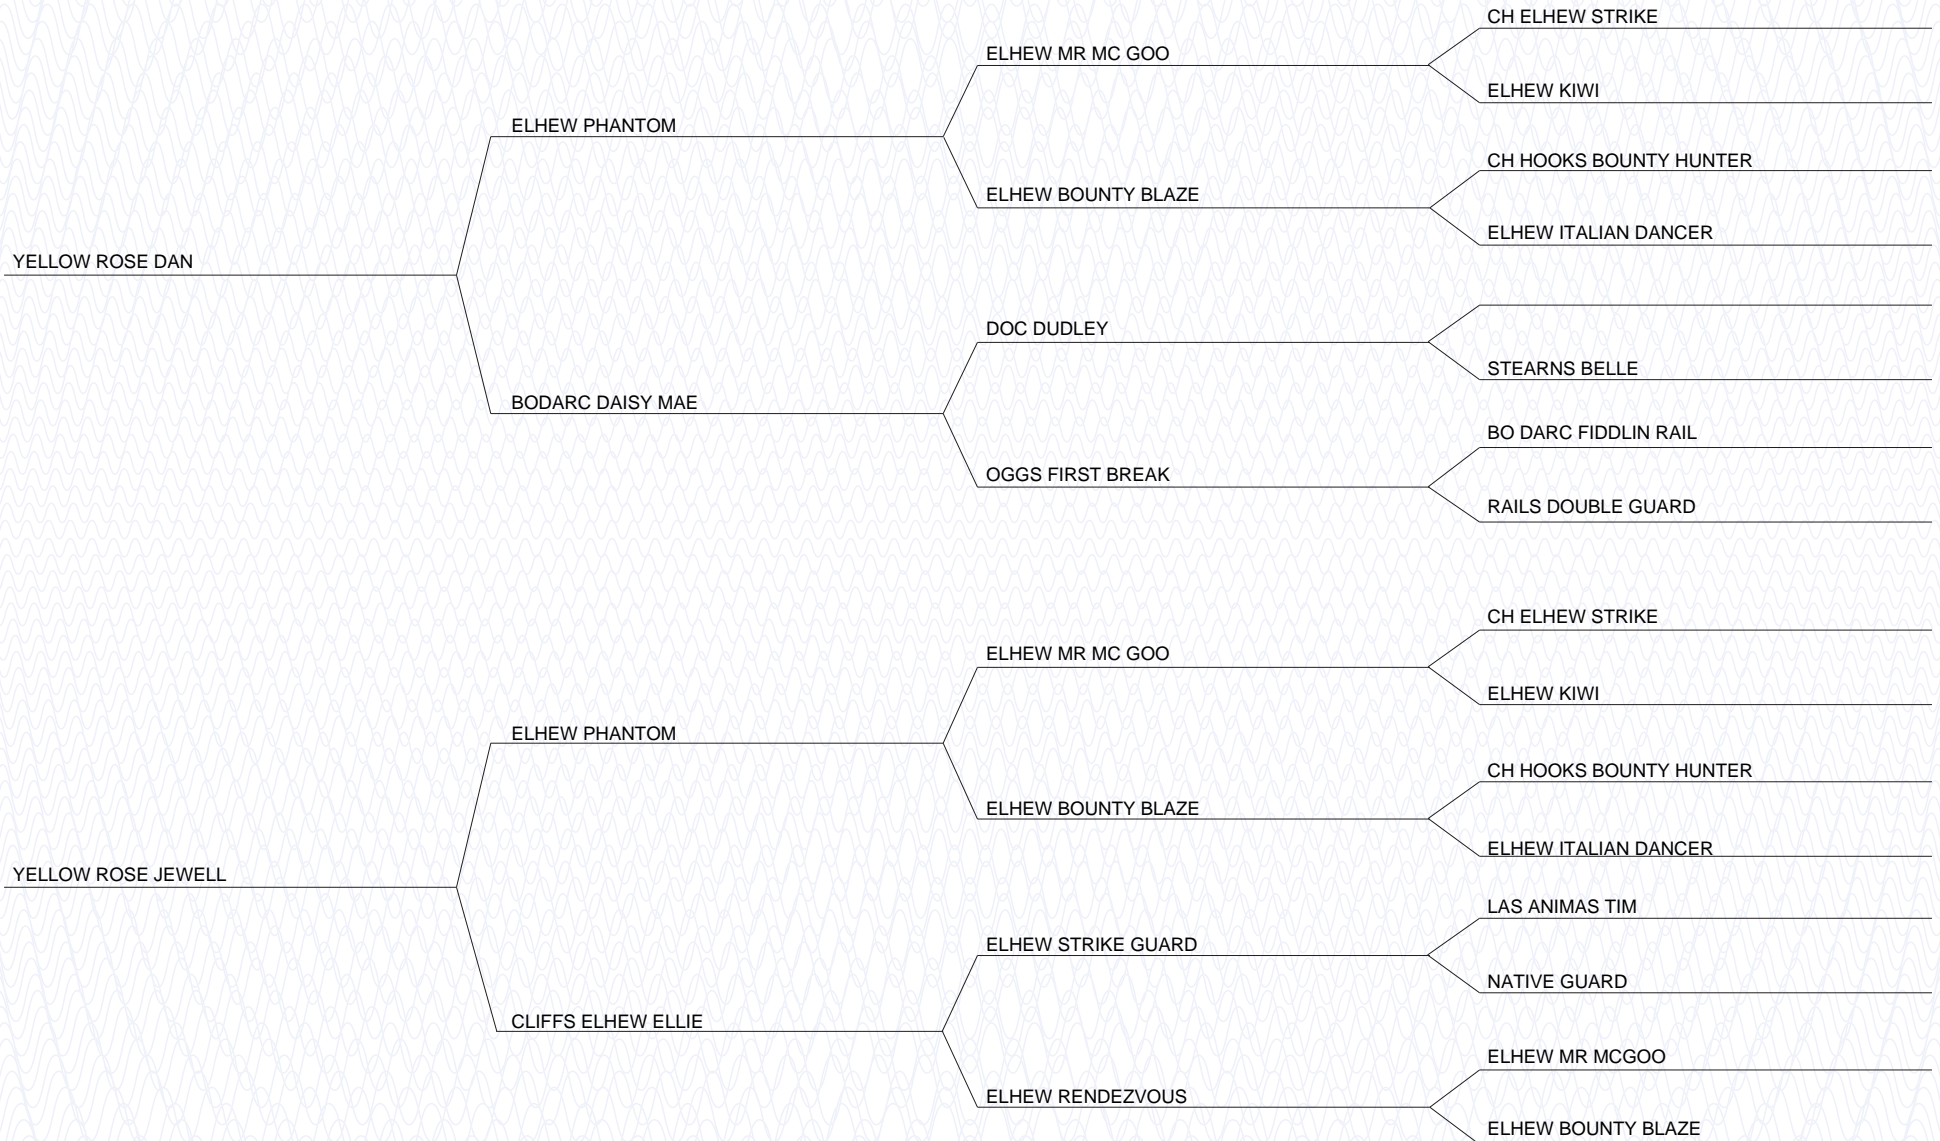 CH ELHEW STRIKE
ELHEW MR MC GOO
ELHEW KIWI
ELHEW PHANTOM
CH HOOKS BOUNTY HUNTER
ELHEW BOUNTY BLAZE
ELHEW ITALIAN DANCER
YELLOW ROSE DAN
DOC DUDLEY
STEARNS BELLE
BODARC DAISY MAE
BO DARC FIDDLIN RAIL
OGGS FIRST BREAK
RAILS DOUBLE GUARD
CH ELHEW STRIKE
ELHEW MR MC GOO
ELHEW KIWI
ELHEW PHANTOM
CH HOOKS BOUNTY HUNTER
ELHEW BOUNTY BLAZE
ELHEW ITALIAN DANCER
YELLOW ROSE JEWELL
LAS ANIMAS TIM
ELHEW STRIKE GUARD
NATIVE GUARD
CLIFFS ELHEW ELLIE
ELHEW MR MCGOO
ELHEW RENDEZVOUS
ELHEW BOUNTY BLAZE